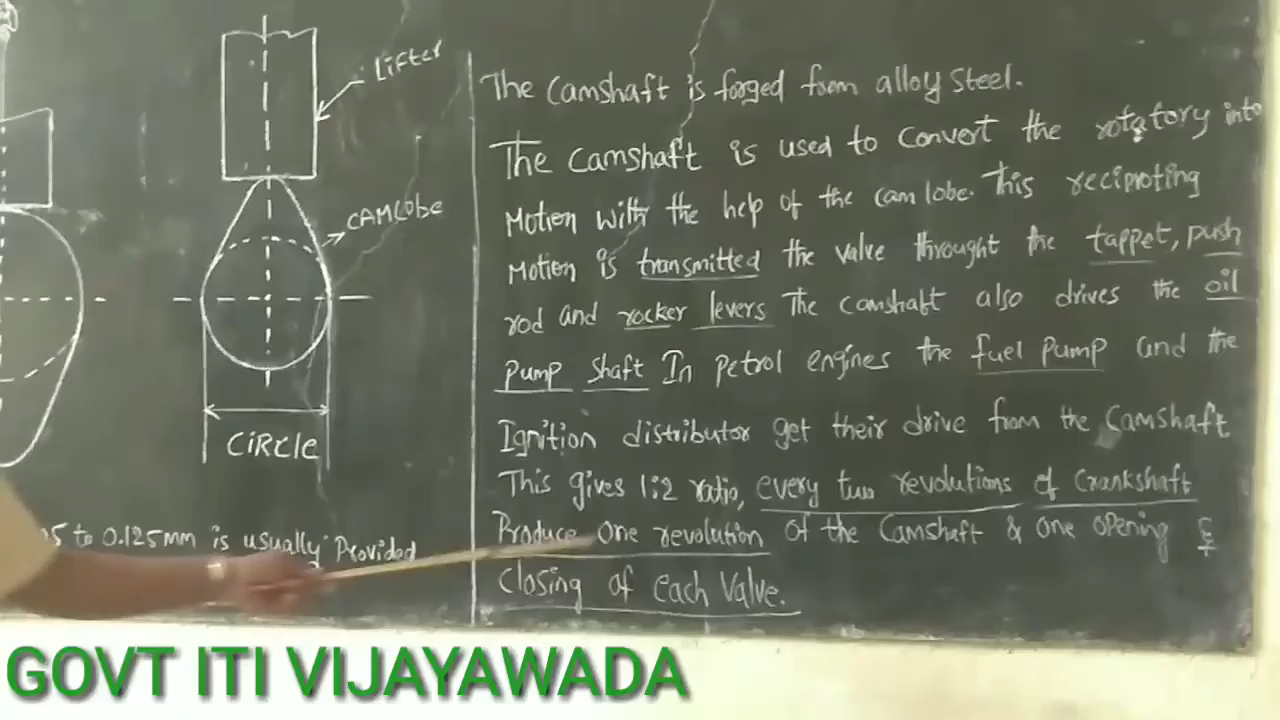 Lifter
CAMLobe
CIRCLE
5 to 0.125mm is usually Provided
The Camshaft is forged form alloy steel.
The Camshaft is used to convert the rotatory into
Motion with the help of the cam lobe. This reciprocting
Motion is transmitted the valve throught the tappet, push
rod and rocker levers The camshaft also drives the oil
Pump shaft In petrol engines the fuel pump and the
Ignition distributor get their drive from the Camshaft
This gives 1:2 ratio, every two revolutions of Crankshaft
Produce One revolution of the Camshaft & one opening &
Closing of each Valve.
GOVT ITI VIJAYAWADA